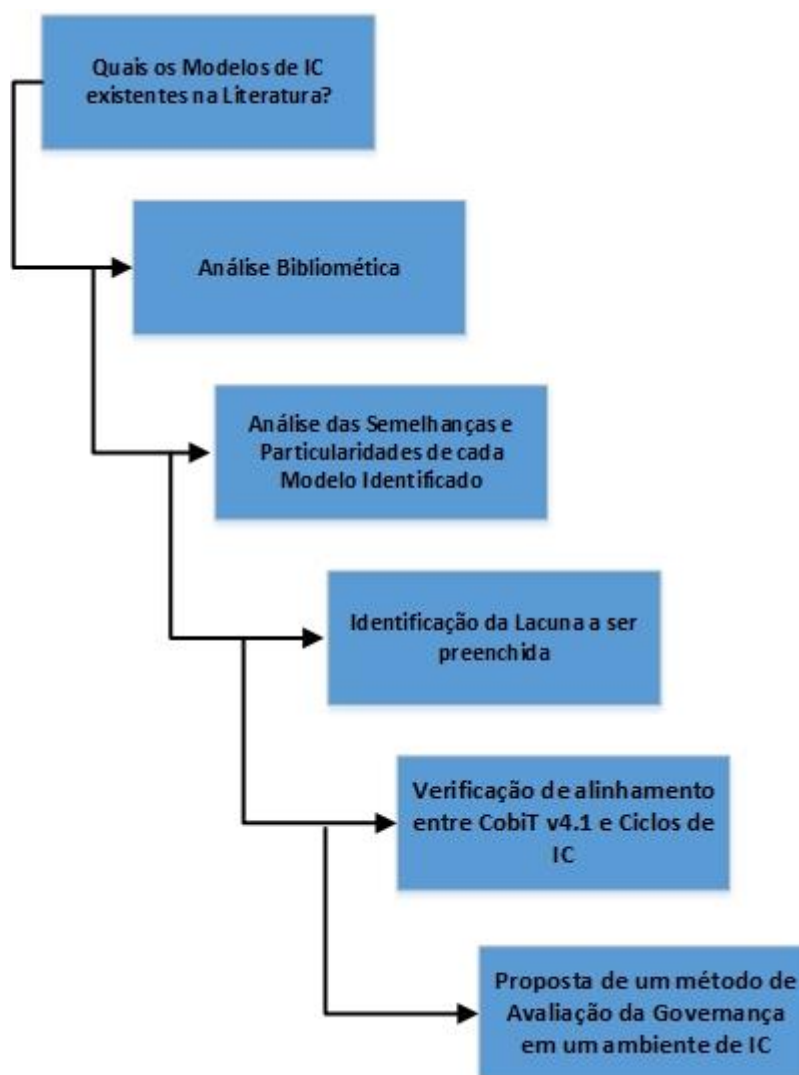 Quais os Modelos de IC
existentes na Literatura?
Análise Bibliomética
Análise das Semelhanças e
Particularidades de cada
Modelo Identificado
Identificação da Lacuna a ser
preenchida
Verificação de alinhamento
entre CobiT v4.1 e Ciclos de
IC
Proposta de um método de
Avaliação da Governança
em um ambiente de IC